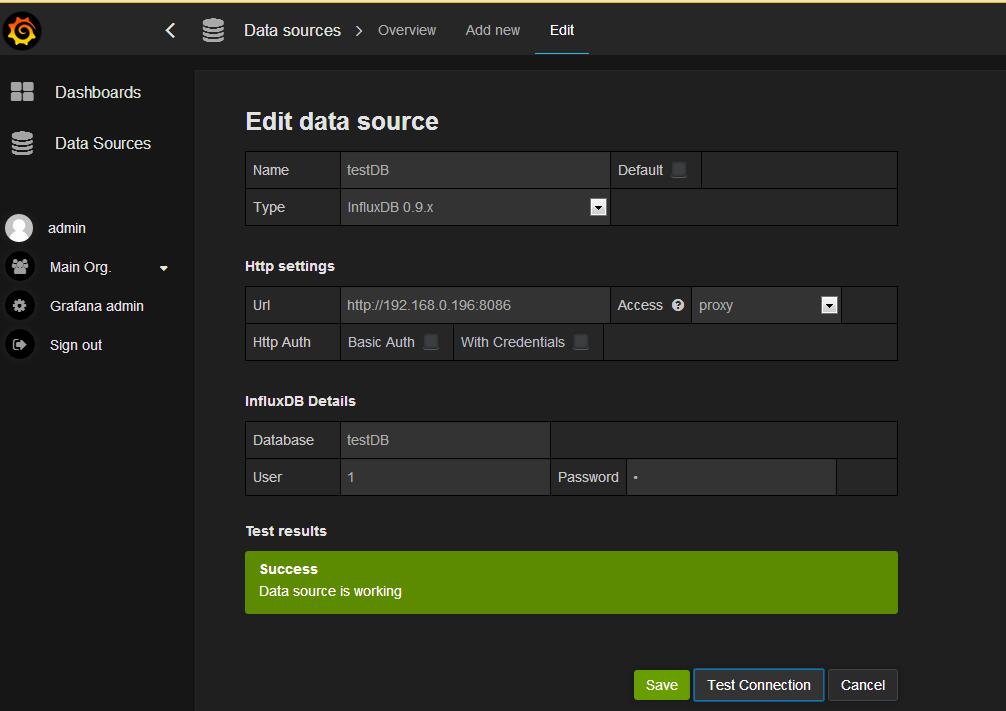 Data sources > Overview Add new Edit
Dashboards
Data Sources
admin
Main Org.
Grafana admin
Sign out
Edit data source
Name testDB Default
Type InfluxDB 0.9.x
Http settings
Url http://192.168.0.196:8086 Access ? proxy
Http Auth Basic Auth With Credentials
InfluxDB Details
Database testDB
User 1 Password •
Test results
Success
Data source is working
Save Test Connection Cancel